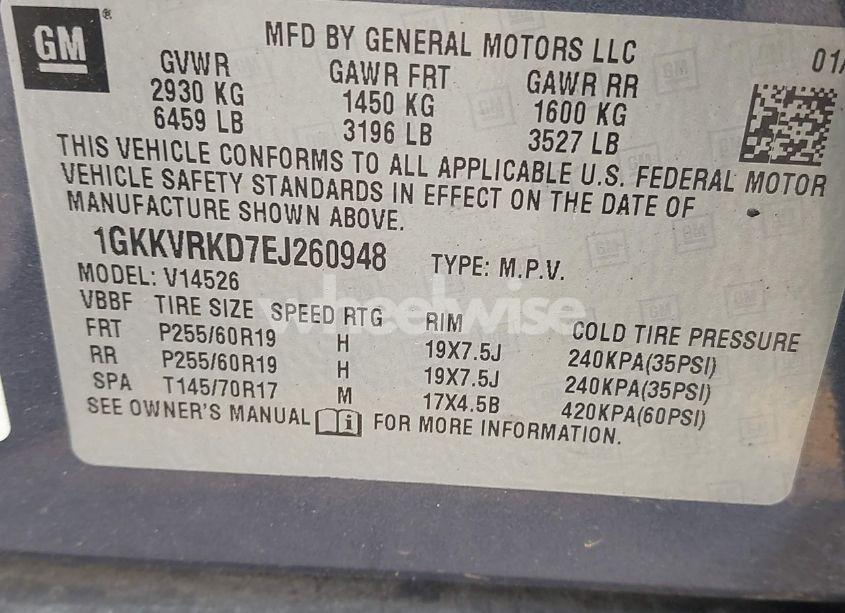 GM ®
MFD BY GENERAL MOTORS LLC
01/
GVWR GAWR FRT GAWR RR
2930 KG 1450 KG 1600 KG
6459 LB 3196 LB 3527 LB
THIS VEHICLE CONFORMS TO ALL APPLICABLE U.S. FEDERAL MOTOR
VEHICLE SAFETY STANDARDS IN EFFECT ON THE DATE OF
MANUFACTURE SHOWN ABOVE.
1GKKVRKD7EJ260948 TYPE: M.P.V.
MODEL: V14526
VBBF TIRE SIZE SPEED RTG RIM COLD TIRE PRESSURE
FRT P255/60R19 H 19X7.5J 240KPA(35PSI)
RR P255/60R19 H 19X7.5J 240KPA(35PSI)
SPA T145/70R17 M 17X4.5B 420KPA(60PSI)
SEE OWNER'S MANUAL i FOR MORE INFORMATION.
wheelwise